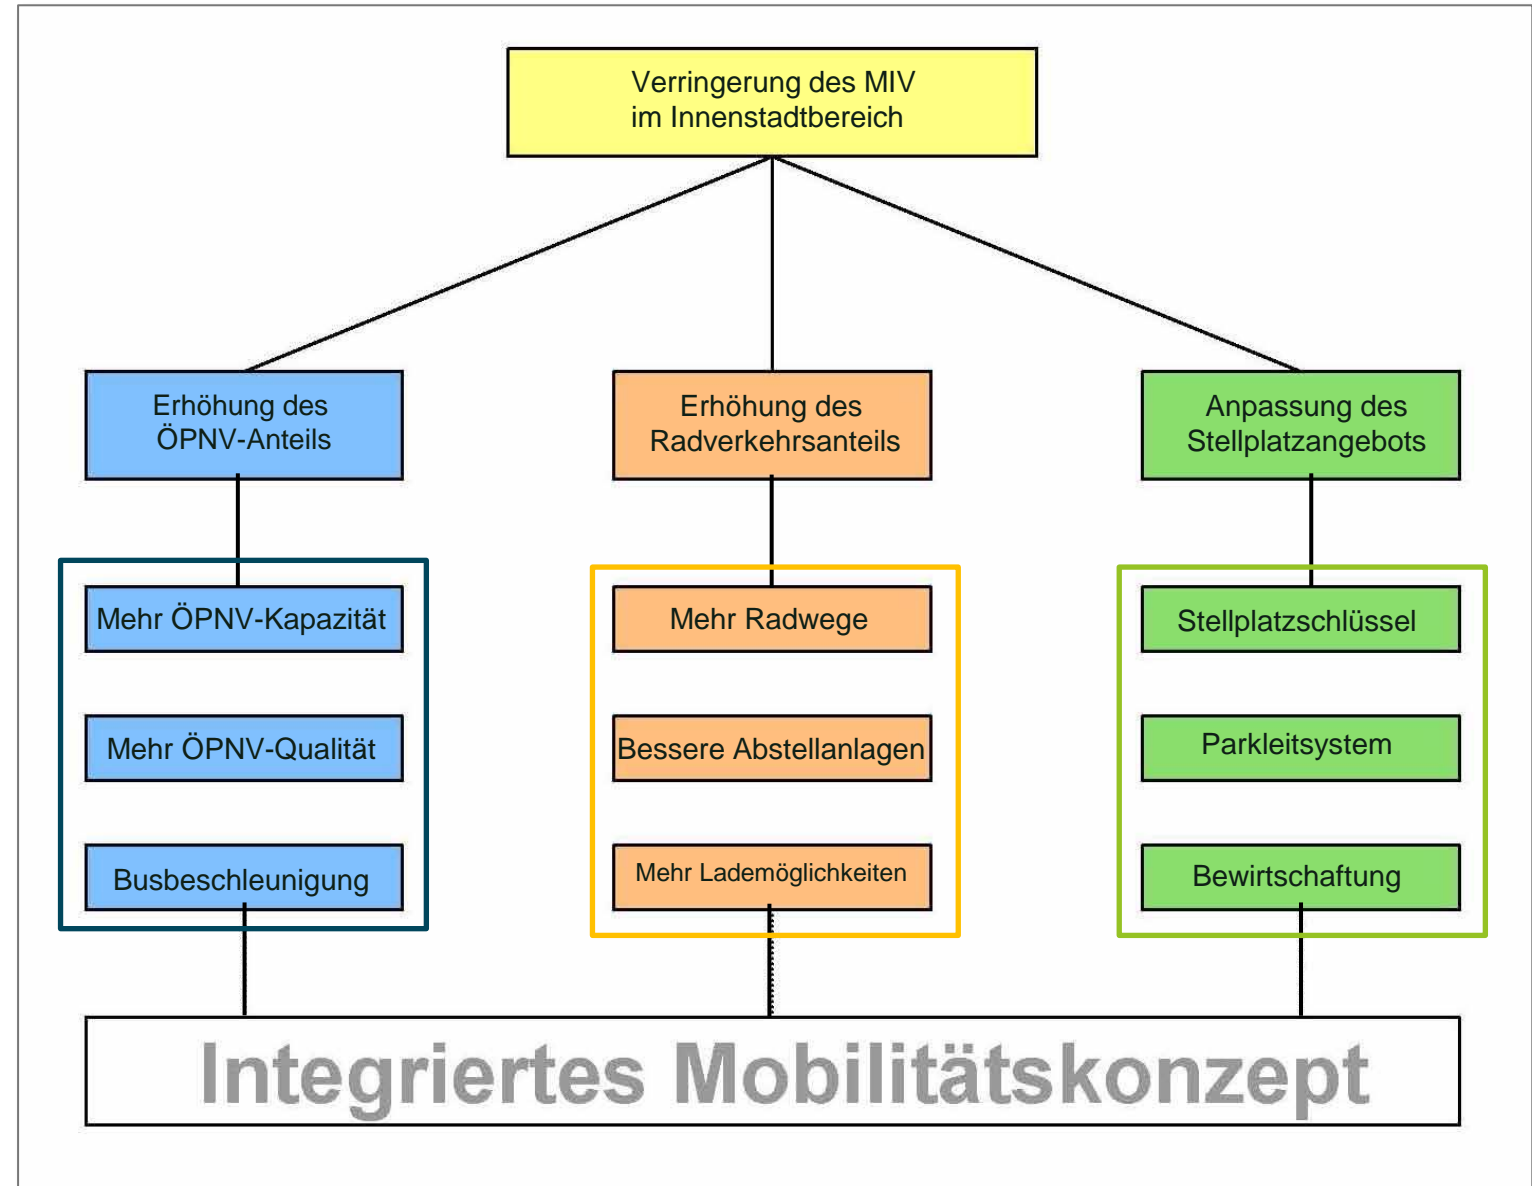 Verringerung des MIV
im Innenstadtbereich
Erhöhung des
ÖPNV-Anteils
Erhöhung des
Radverkehrsanteils
Anpassung des
Stellplatzangebots
Mehr ÖPNV-Kapazität
Mehr Radwege
Stellplatzschlüssel
Mehr ÖPNV-Qualität
Bessere Abstellanlagen
Parkleitsystem
Busbeschleunigung
Mehr Lademöglichkeiten
Bewirtschaftung
Integriertes Mobilitätskonzept